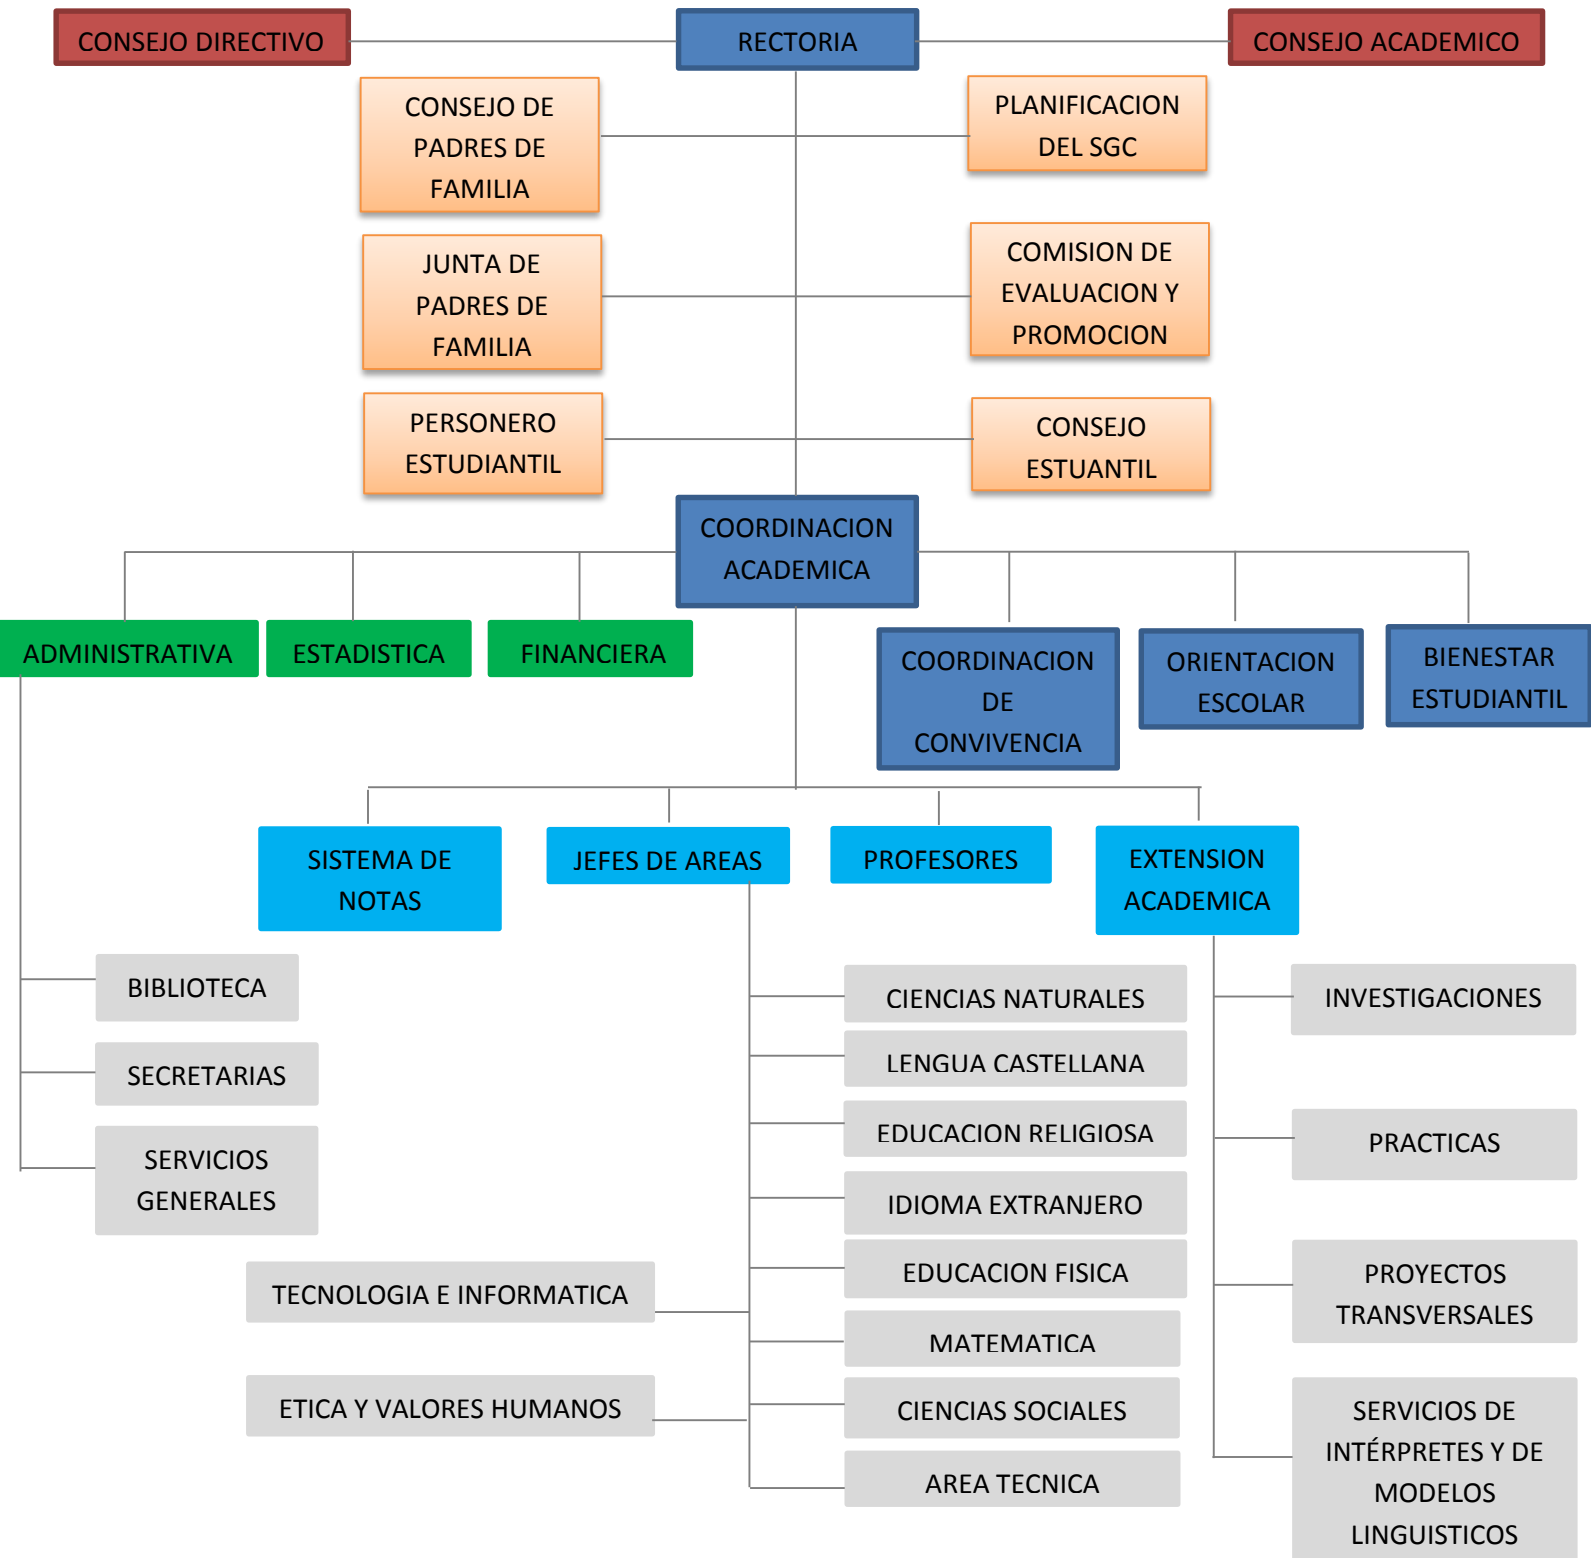 CONSEJO DIRECTIVO
RECTORIA
CONSEJO ACADEMICO
CONSEJO DE
PADRES DE
FAMILIA
PLANIFICACION
DEL SGC
JUNTA DE
PADRES DE
FAMILIA
COMISION DE
EVALUACION Y
PROMOCION
PERSONERO
ESTUDIANTIL
CONSEJO
ESTUANTIL
COORDINACION
ACADEMICA
ADMINISTRATIVA
ESTADISTICA
FINANCIERA
COORDINACION
DE
CONVIVENCIA
ORIENTACION
ESCOLAR
BIENESTAR
ESTUDIANTIL
SISTEMA DE
NOTAS
JEFES DE AREAS
PROFESORES
EXTENSION
ACADEMICA
BIBLIOTECA
SECRETARIAS
SERVICIOS
GENERALES
CIENCIAS NATURALES
LENGUA CASTELLANA
EDUCACION RELIGIOSA
IDIOMA EXTRANJERO
EDUCACION FISICA
MATEMATICA
CIENCIAS SOCIALES
AREA TECNICA
TECNOLOGIA E INFORMATICA
ETICA Y VALORES HUMANOS
INVESTIGACIONES
PRACTICAS
PROYECTOS
TRANSVERSALES
SERVICIOS DE
INTÉRPRETES Y DE
MODELOS
LINGUISTICOS